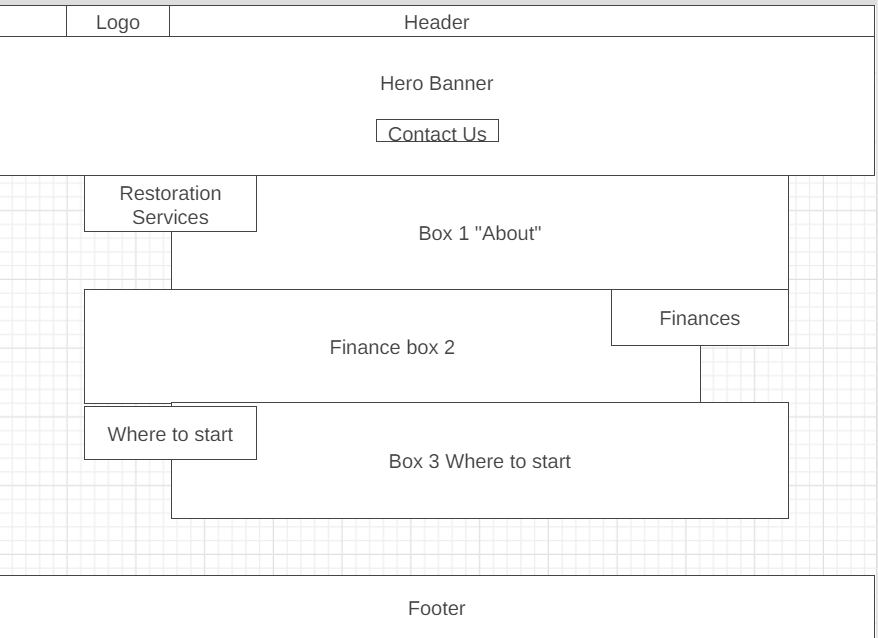 Logo
Header
Hero Banner
Contact Us
Restoration
Services
Box 1 "About"
Finances
Finance box 2
Where to start
Box 3 Where to start
Footer